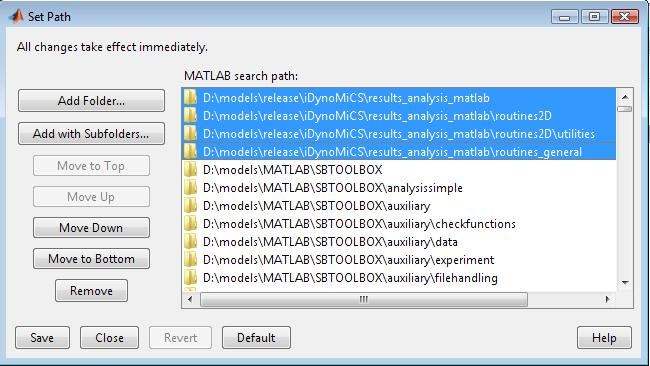 Set Path
All changes take effect immediately.
MATLAB search path:
Add Folder...
Add with Subfolders...
Move to Top
Move Up
Move Down
Move to Bottom
Remove
D:\models\release\iDynoMiCS\results_analysis_matlab
D:\models\release\iDynoMiCS\results_analysis_matlab\routines2D
D:\models\release\iDynoMiCS\results_analysis_matlab\routines2D\utilities
D:\models\release\iDynoMiCS\results_analysis_matlab\routines_general
D:\models\MATLAB\SBTOOLBOX
D:\models\MATLAB\SBTOOLBOX\analysissimple
D:\models\MATLAB\SBTOOLBOX\auxiliary
D:\models\MATLAB\SBTOOLBOX\auxiliary\checkfunctions
D:\models\MATLAB\SBTOOLBOX\auxiliary\data
D:\models\MATLAB\SBTOOLBOX\auxiliary\experiment
D:\models\MATLAB\SBTOOLBOX\auxiliary\filehandling
Save
Close
Revert
Default
Help